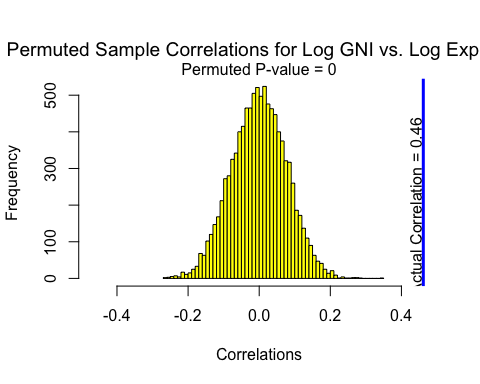 Permuted Sample Correlations for Log GNI vs. Log Exp
Permuted P-value = 0
Frequency
500
300
100
0
ctual Correlation = 0.46
-0.4 -0.2 0.0 0.2 0.4
Correlations